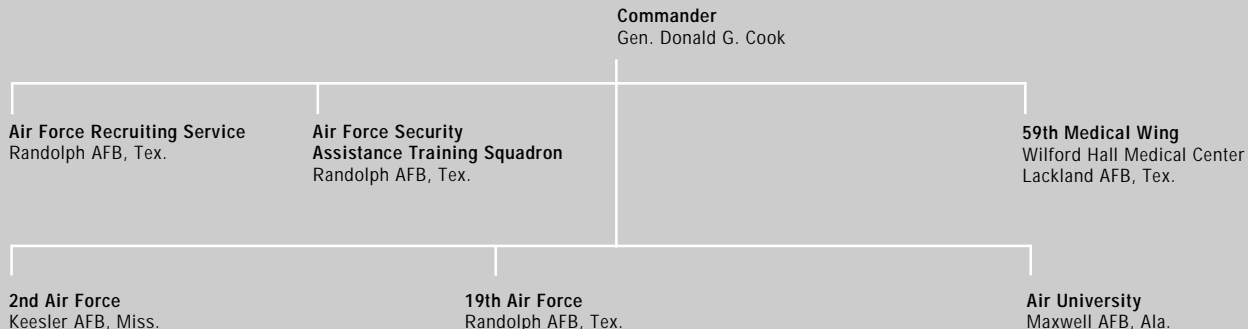 Commander
Gen. Donald G. Cook
Air Force Recruiting Service
Randolph AFB, Tex.
Air Force Security
Assistance Training Squadron
Randolph AFB, Tex.
59th Medical Wing
Wilford Hall Medical Center
Lackland AFB, Tex.
2nd Air Force
Keesler AFB, Miss.
19th Air Force
Randolph AFB, Tex.
Air University
Maxwell AFB, Ala.